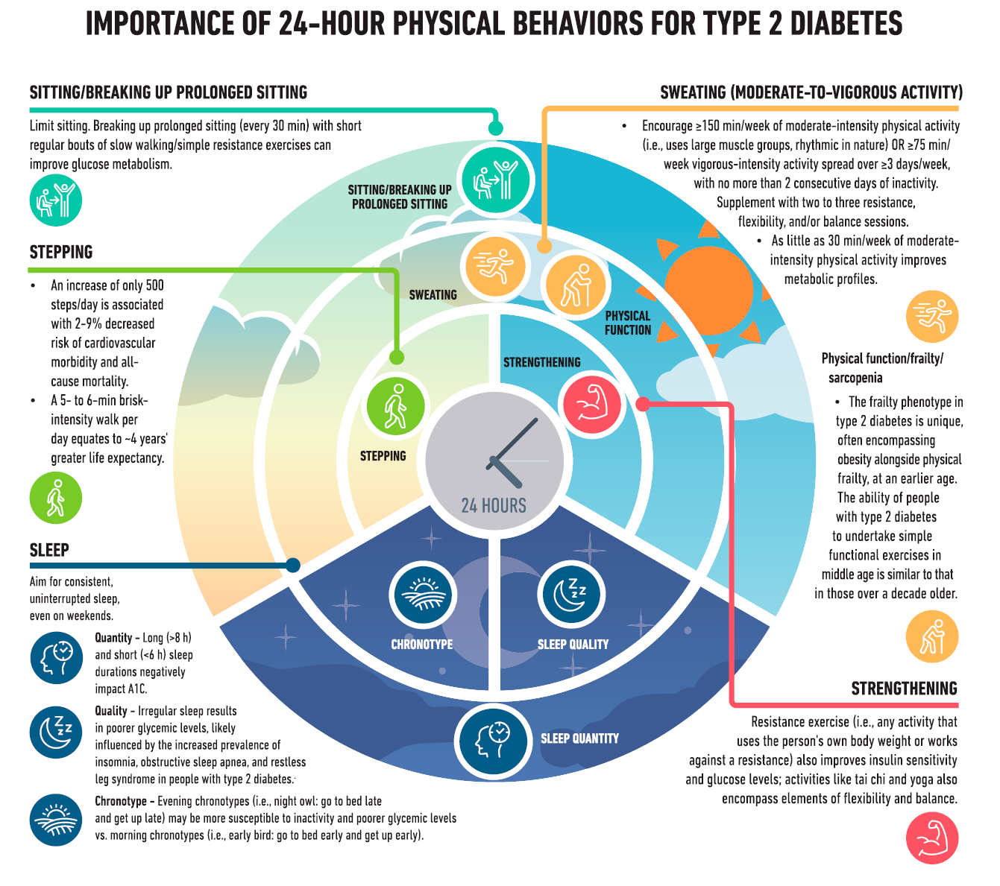 IMPORTANCE OF 24-HOUR PHYSICAL BEHAVIORS FOR TYPE 2 DIABETES
SITTING/BREAKING UP PROLONGED SITTING
Limit sitting. Breaking up prolonged sitting (every 30 min) with short
regular bouts of slow walking/simple resistance exercises can
improve glucose metabolism.
STEPPING
• An increase of only 500
steps/day is associated
with 2-9% decreased
risk of cardiovascular
morbidity and all-
cause mortality.
• A 5- to 6-min brisk-
intensity walk per
day equates to ~4 years'
greater life expectancy.
SLEEP
Aim for consistent,
uninterrupted sleep,
even on weekends.
Quantity – Long (>8 h)
and short (<6 h) sleep
durations negatively
impact A1C.
Quality – Irregular sleep results
in poorer glycemic levels, likely
influenced by the increased prevalence of
insomnia, obstructive sleep apnea, and restless
leg syndrome in people with type 2 diabetes.
Chronotype – Evening chronotypes (i.e., night owl: go to bed late
and get up late) may be more susceptible to inactivity and poorer glycemic levels
vs. morning chronotypes (i.e., early bird: go to bed early and get up early).
SITTING/BREAKING UP
PROLONGED SITTING
SWEATING
PHYSICAL
FUNCTION
STRENGTHENING
STEPPING
24 HOURS
CHRONOTYPE
Z Z Z
SLEEP QUALITY
SLEEP QUANTITY
SWEATING (MODERATE-TO-VIGOROUS ACTIVITY)
• Encourage ≥150 min/week of moderate-intensity physical activity
(i.e., uses large muscle groups, rhythmic in nature) OR ≥75 min/
week vigorous-intensity activity spread over ≥3 days/week,
with no more than 2 consecutive days of inactivity.
Supplement with two to three resistance,
flexibility, and/or balance sessions.
• As little as 30 min/week of moderate-
intensity physical activity improves
metabolic profiles.
Physical function/frailty/
sarcopenia
• The frailty phenotype in
type 2 diabetes is unique,
often encompassing
obesity alongside physical
frailty, at an earlier age.
The ability of people
with type 2 diabetes
to undertake simple
functional exercises in
middle age is similar to that
in those over a decade older.
STRENGTHENING
Resistance exercise (i.e., any activity that
uses the person's own body weight or works
against a resistance) also improves insulin sensitivity
and glucose levels; activities like tai chi and yoga also
encompass elements of flexibility and balance.
Z Z Z